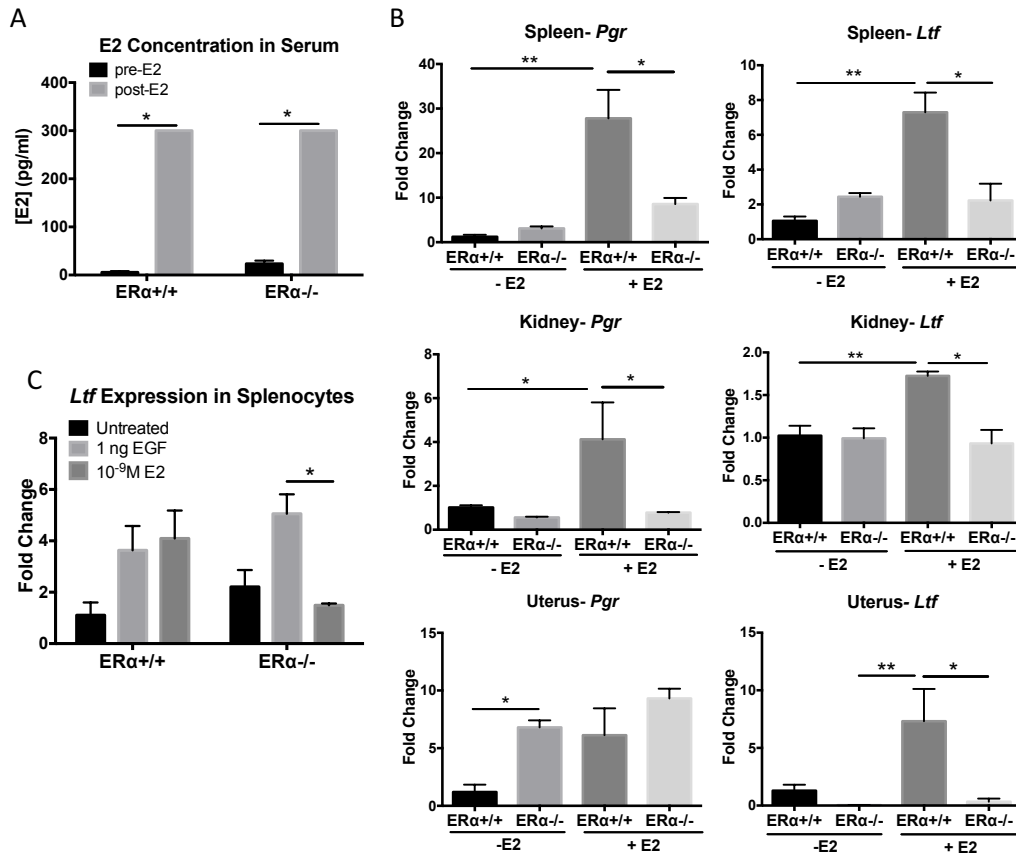 A
E2 Concentration in Serum
pre-E2
post-E2
[E2] (pg/ml)
400
300
200
100
0
*
*
ERα+/+
ERα-/-
B
Spleen- Pgr
Fold Change
40
30
20
10
0
**
*
ERα+/+ ERα-/- ERα+/+ ERα-/-
- E2
+ E2
Spleen- Ltf
Fold Change
10
8
6
4
2
0
**
*
ERα+/+ ERα-/- ERα+/+ ERα-/-
- E2
+ E2
Kidney- Pgr
Fold Change
8
6
4
2
0
*
*
ERα+/+ ERα-/- ERα+/+ ERα-/-
- E2
+ E2
Kidney- Ltf
Fold Change
2.0
1.5
1.0
0.5
0.0
**
*
ERα+/+ ERα-/- ERα+/+ ERα-/-
- E2
+ E2
C
Ltf Expression in Splenocytes
Untreated
1 ng EGF
10⁻⁹M E2
Fold Change
8
6
4
2
0
*
ERα+/+
ERα-/-
Uterus- Pgr
Fold Change
15
10
5
0
*
ERα+/+ ERα-/- ERα+/+ ERα-/-
-E2
+ E2
Uterus- Ltf
Fold Change
15
10
5
0
**
*
ERα+/+ ERα-/- ERα+/+ ERα-/-
-E2
+ E2